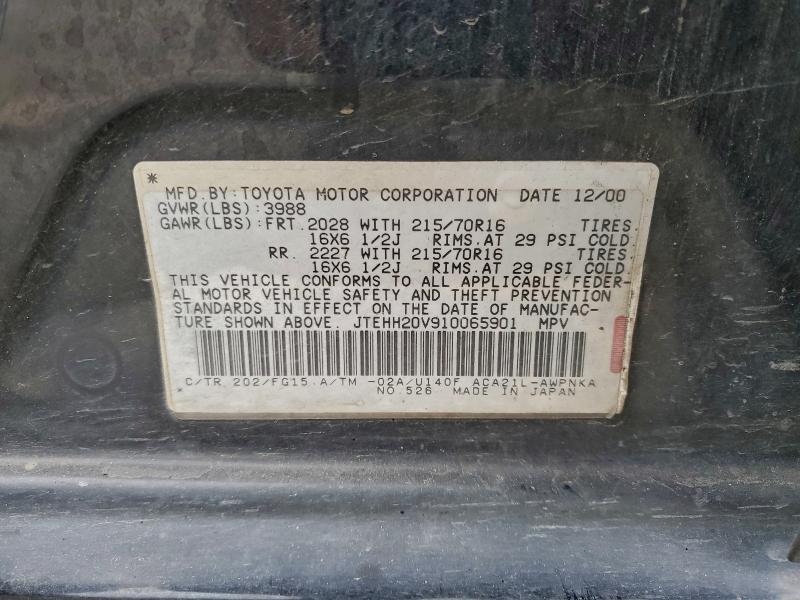 *
MFD.BY:TOYOTA MOTOR CORPORATION DATE 12/00
GVWR(LBS):3988
GAWR(LBS):FRT.2028 WITH 215/70R16 TIRES.
16X6 1/2J RIMS.AT 29 PSI COLD.
RR. 2227 WITH 215/70R16 TIRES.
16X6 1/2J RIMS.AT 29 PSI COLD.
THIS VEHICLE CONFORMS TO ALL APPLICABLE FEDER-
AL MOTOR VEHICLE SAFETY AND THEFT PREVENTION
STANDARDS IN EFFECT ON THE DATE OF MANUFAC-
TURE SHOWN ABOVE. JTEHH20V910065901 MPV
C/TR 202/FG15 A/TM -02A/U140F ACA21L-AWPNKA
NO.526 MADE IN JAPAN